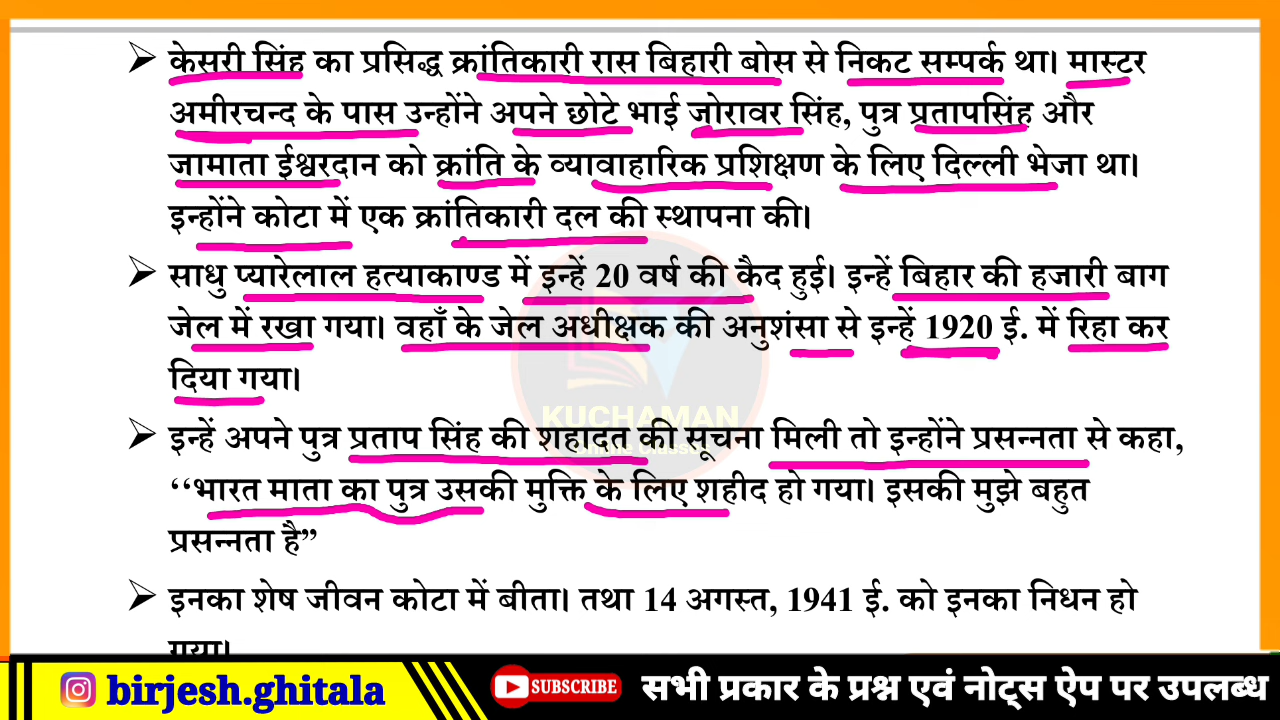 ➤ केसरी सिंह का प्रसिद्ध क्रांतिकारी रास बिहारी बोस से निकट सम्पर्क था। मास्टर
अमीरचन्द के पास उन्होंने अपने छोटे भाई जोरावर सिंह, पुत्र प्रतापसिंह और
जामाता ईश्वरदान को क्रांति के व्यावाहारिक प्रशिक्षण के लिए दिल्ली भेजा था।
इन्होंने कोटा में एक क्रांतिकारी दल की स्थापना की।
➤ साधु प्यारेलाल हत्याकाण्ड में इन्हें 20 वर्ष की कैद हुई। इन्हें बिहार की हजारी बाग
जेल में रखा गया। वहाँ के जेल अधीक्षक की अनुशंसा से इन्हें 1920 ई. में रिहा कर
दिया गया।
KUCHAMAN
➤ इन्हें अपने पुत्र प्रताप सिंह की शहादत की सूचना मिली तो इन्होंने प्रसन्नता से कहा,
Online Classes
‘‘भारत माता का पुत्र उसकी मुक्ति के लिए शहीद हो गया। इसकी मुझे बहुत
प्रसन्नता है’’
➤ इनका शेष जीवन कोटा में बीता। तथा 14 अगस्त, 1941 ई. को इनका निधन हो
गया।
birjesh.ghitala
SUBSCRIBE
सभी प्रकार के प्रश्न एवं नोट्स ऐप पर उपलब्ध